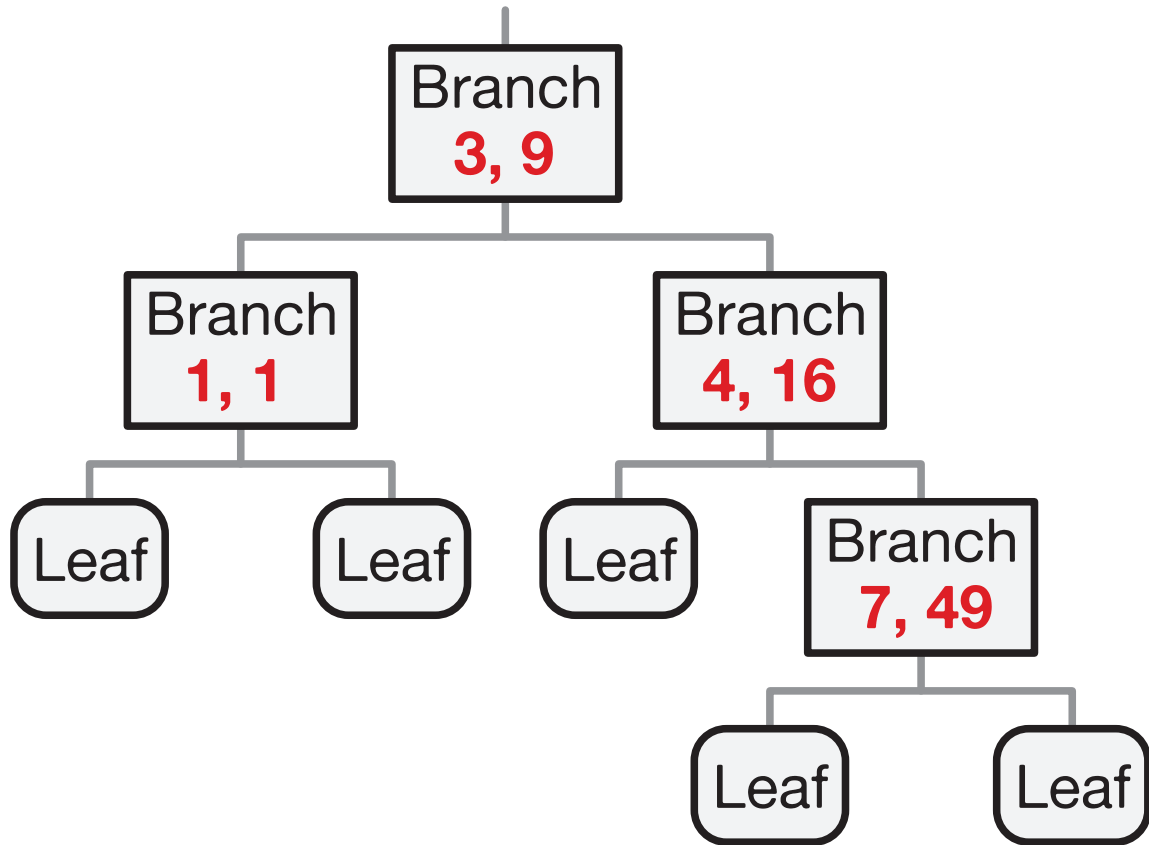 Branch
3, 9
Branch
1, 1
Branch
4, 16
Leaf
Leaf
Leaf
Branch
7, 49
Leaf
Leaf